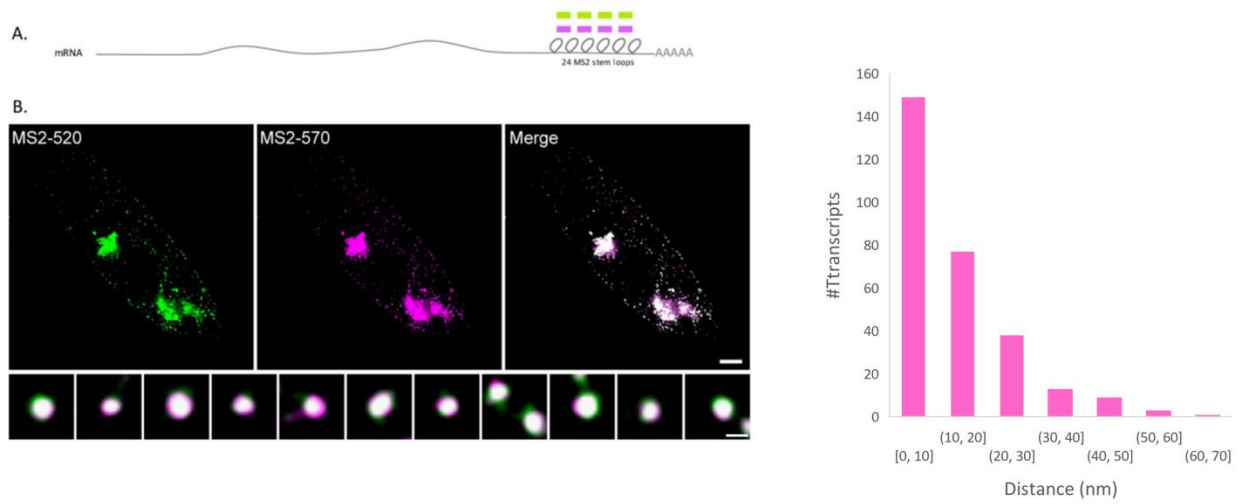 A.
mRNA
24 MS2 stem loops
AAAAA
B.
MS2-520
MS2-570
Merge
#Ttranscripts
160
140
120
100
80
60
40
20
0
[0, 10]
(10, 20]
(20, 30]
(30, 40]
(40, 50]
(50, 60]
(60, 70]
Distance (nm)